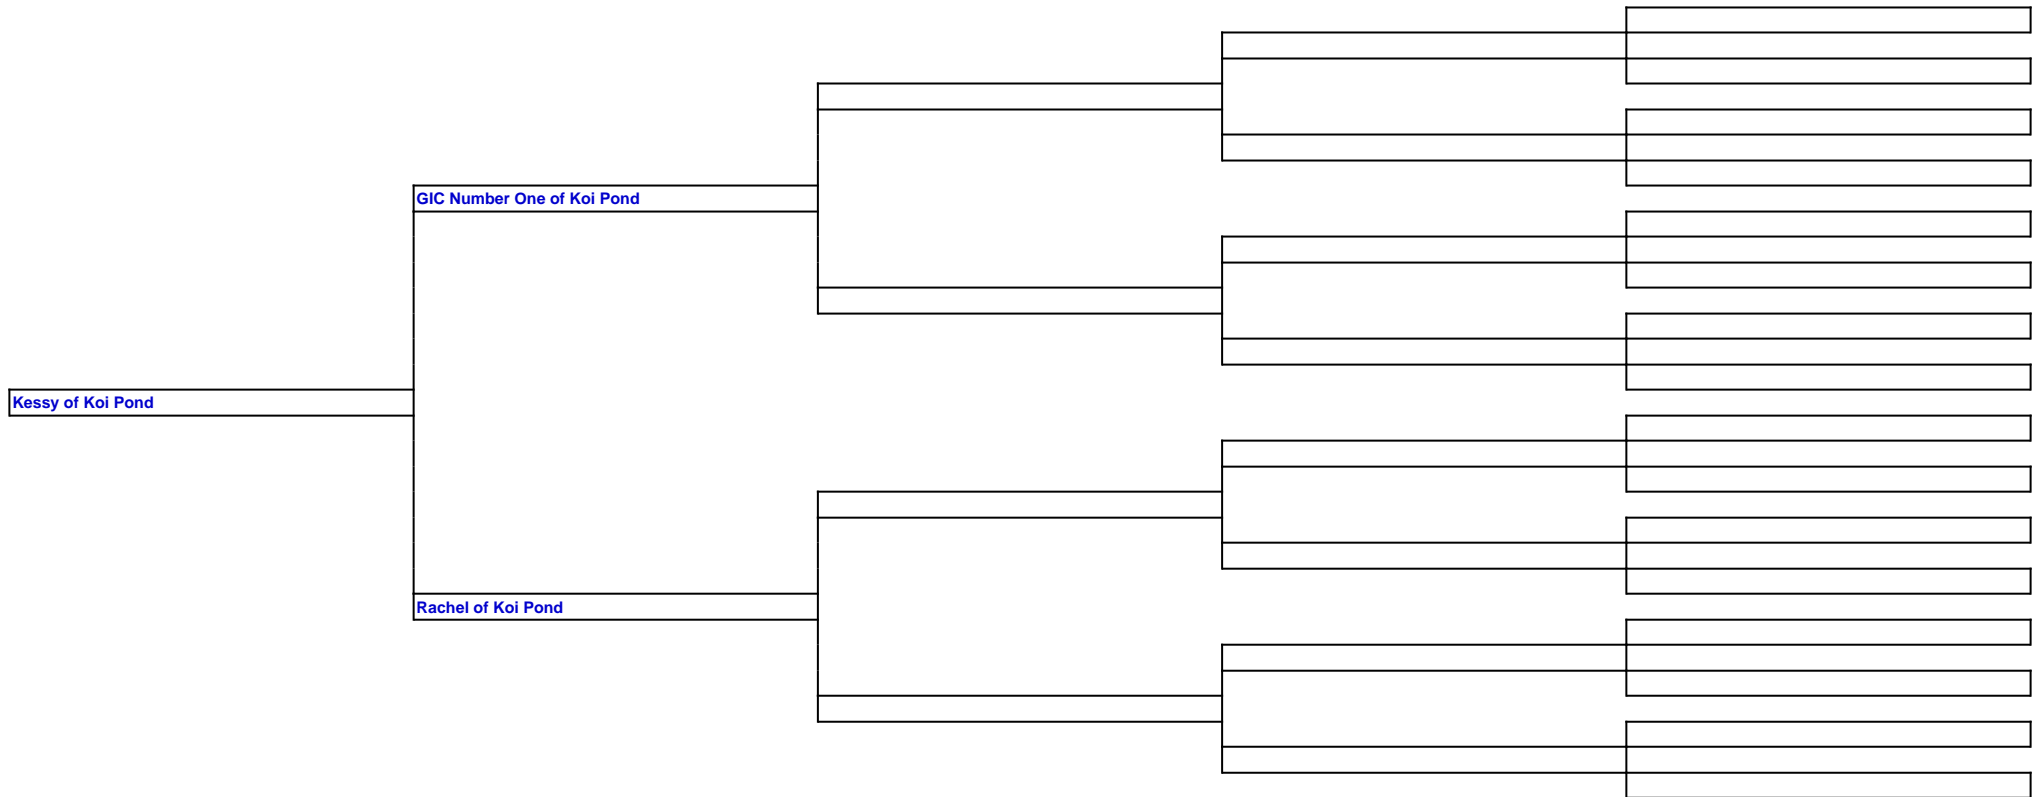 GIC Number One of Koi Pond
Kessy of Koi Pond
Rachel of Koi Pond